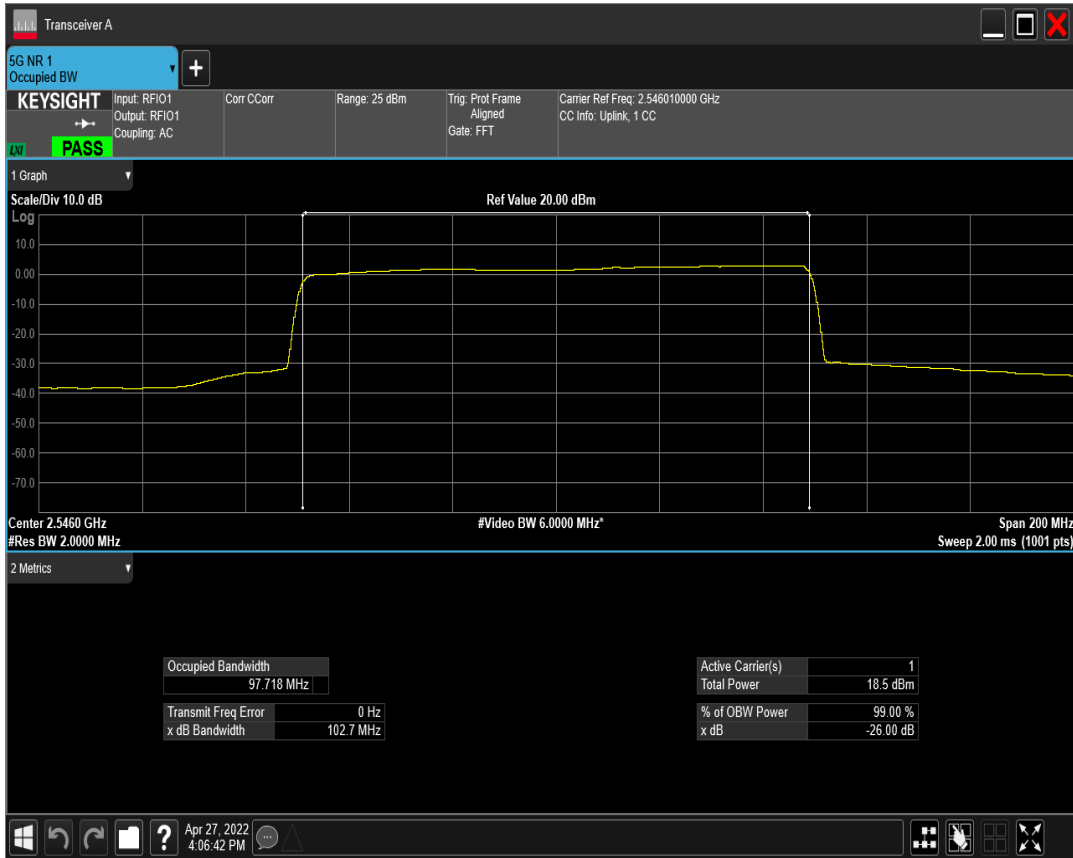 Transceiver A
5G NR 1
Occupied BW
KEYSIGHT
LXI
PASS
Input: RFIO1
Output: RFIO1
Coupling: AC
Corr CCorr
Range: 25 dBm
Trig: Prot Frame
Aligned
Gate: FFT
Carrier Ref Freq: 2.546010000 GHz
CC Info: Uplink, 1 CC
1 Graph
Scale/Div 10.0 dB
Ref Value 20.00 dBm
Log
10.0
0.00
-10.0
-20.0
-30.0
-40.0
-50.0
-60.0
-70.0
Center 2.5460 GHz
#Video BW 6.0000 MHz*
Span 200 MHz
#Res BW 2.0000 MHz
Sweep 2.00 ms (1001 pts)
2 Metrics
Occupied Bandwidth
97.718 MHz
Transmit Freq Error 0 Hz
x dB Bandwidth 102.7 MHz
Active Carrier(s) 1
Total Power 18.5 dBm
% of OBW Power 99.00 %
x dB -26.00 dB
?
Apr 27, 2022
4:06:42 PM